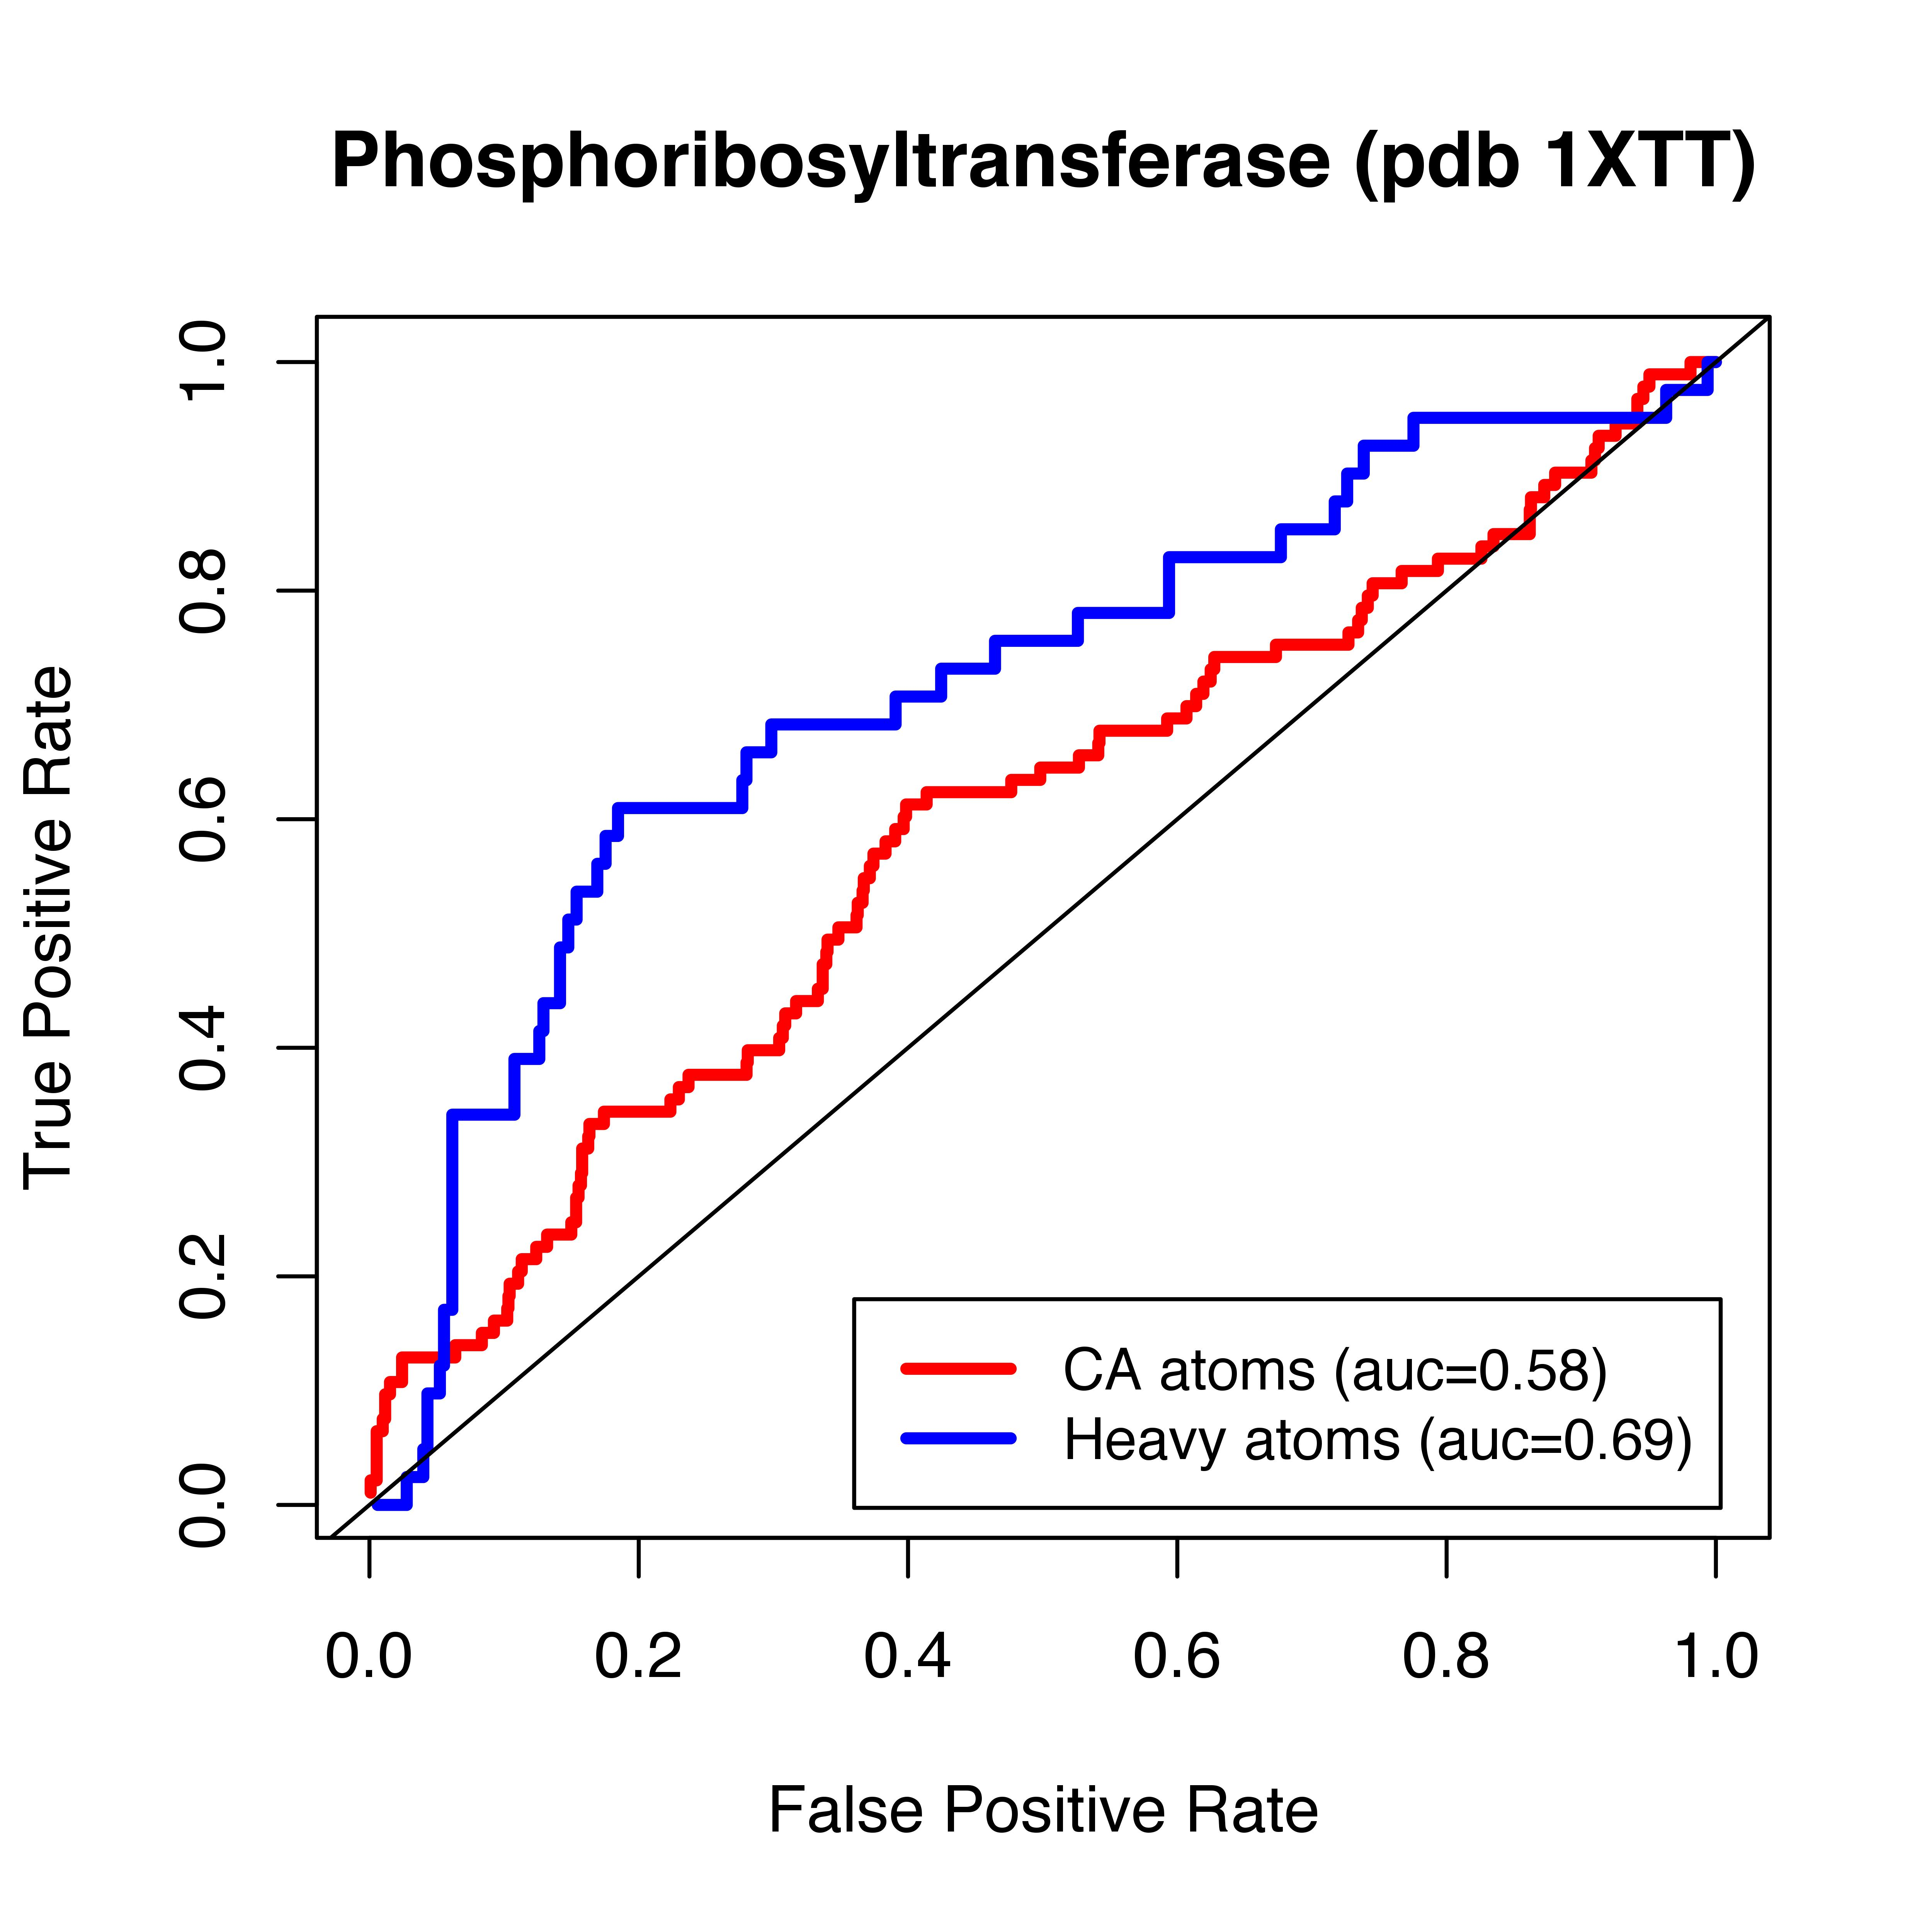 Phosphoribosyltransferase (pdb 1XTT)
True Positive Rate
1.0
0.8
0.6
0.4
0.2
0.0
CA atoms (auc=0.58)
Heavy atoms (auc=0.69)
0.0 0.2 0.4 0.6 0.8 1.0
False Positive Rate